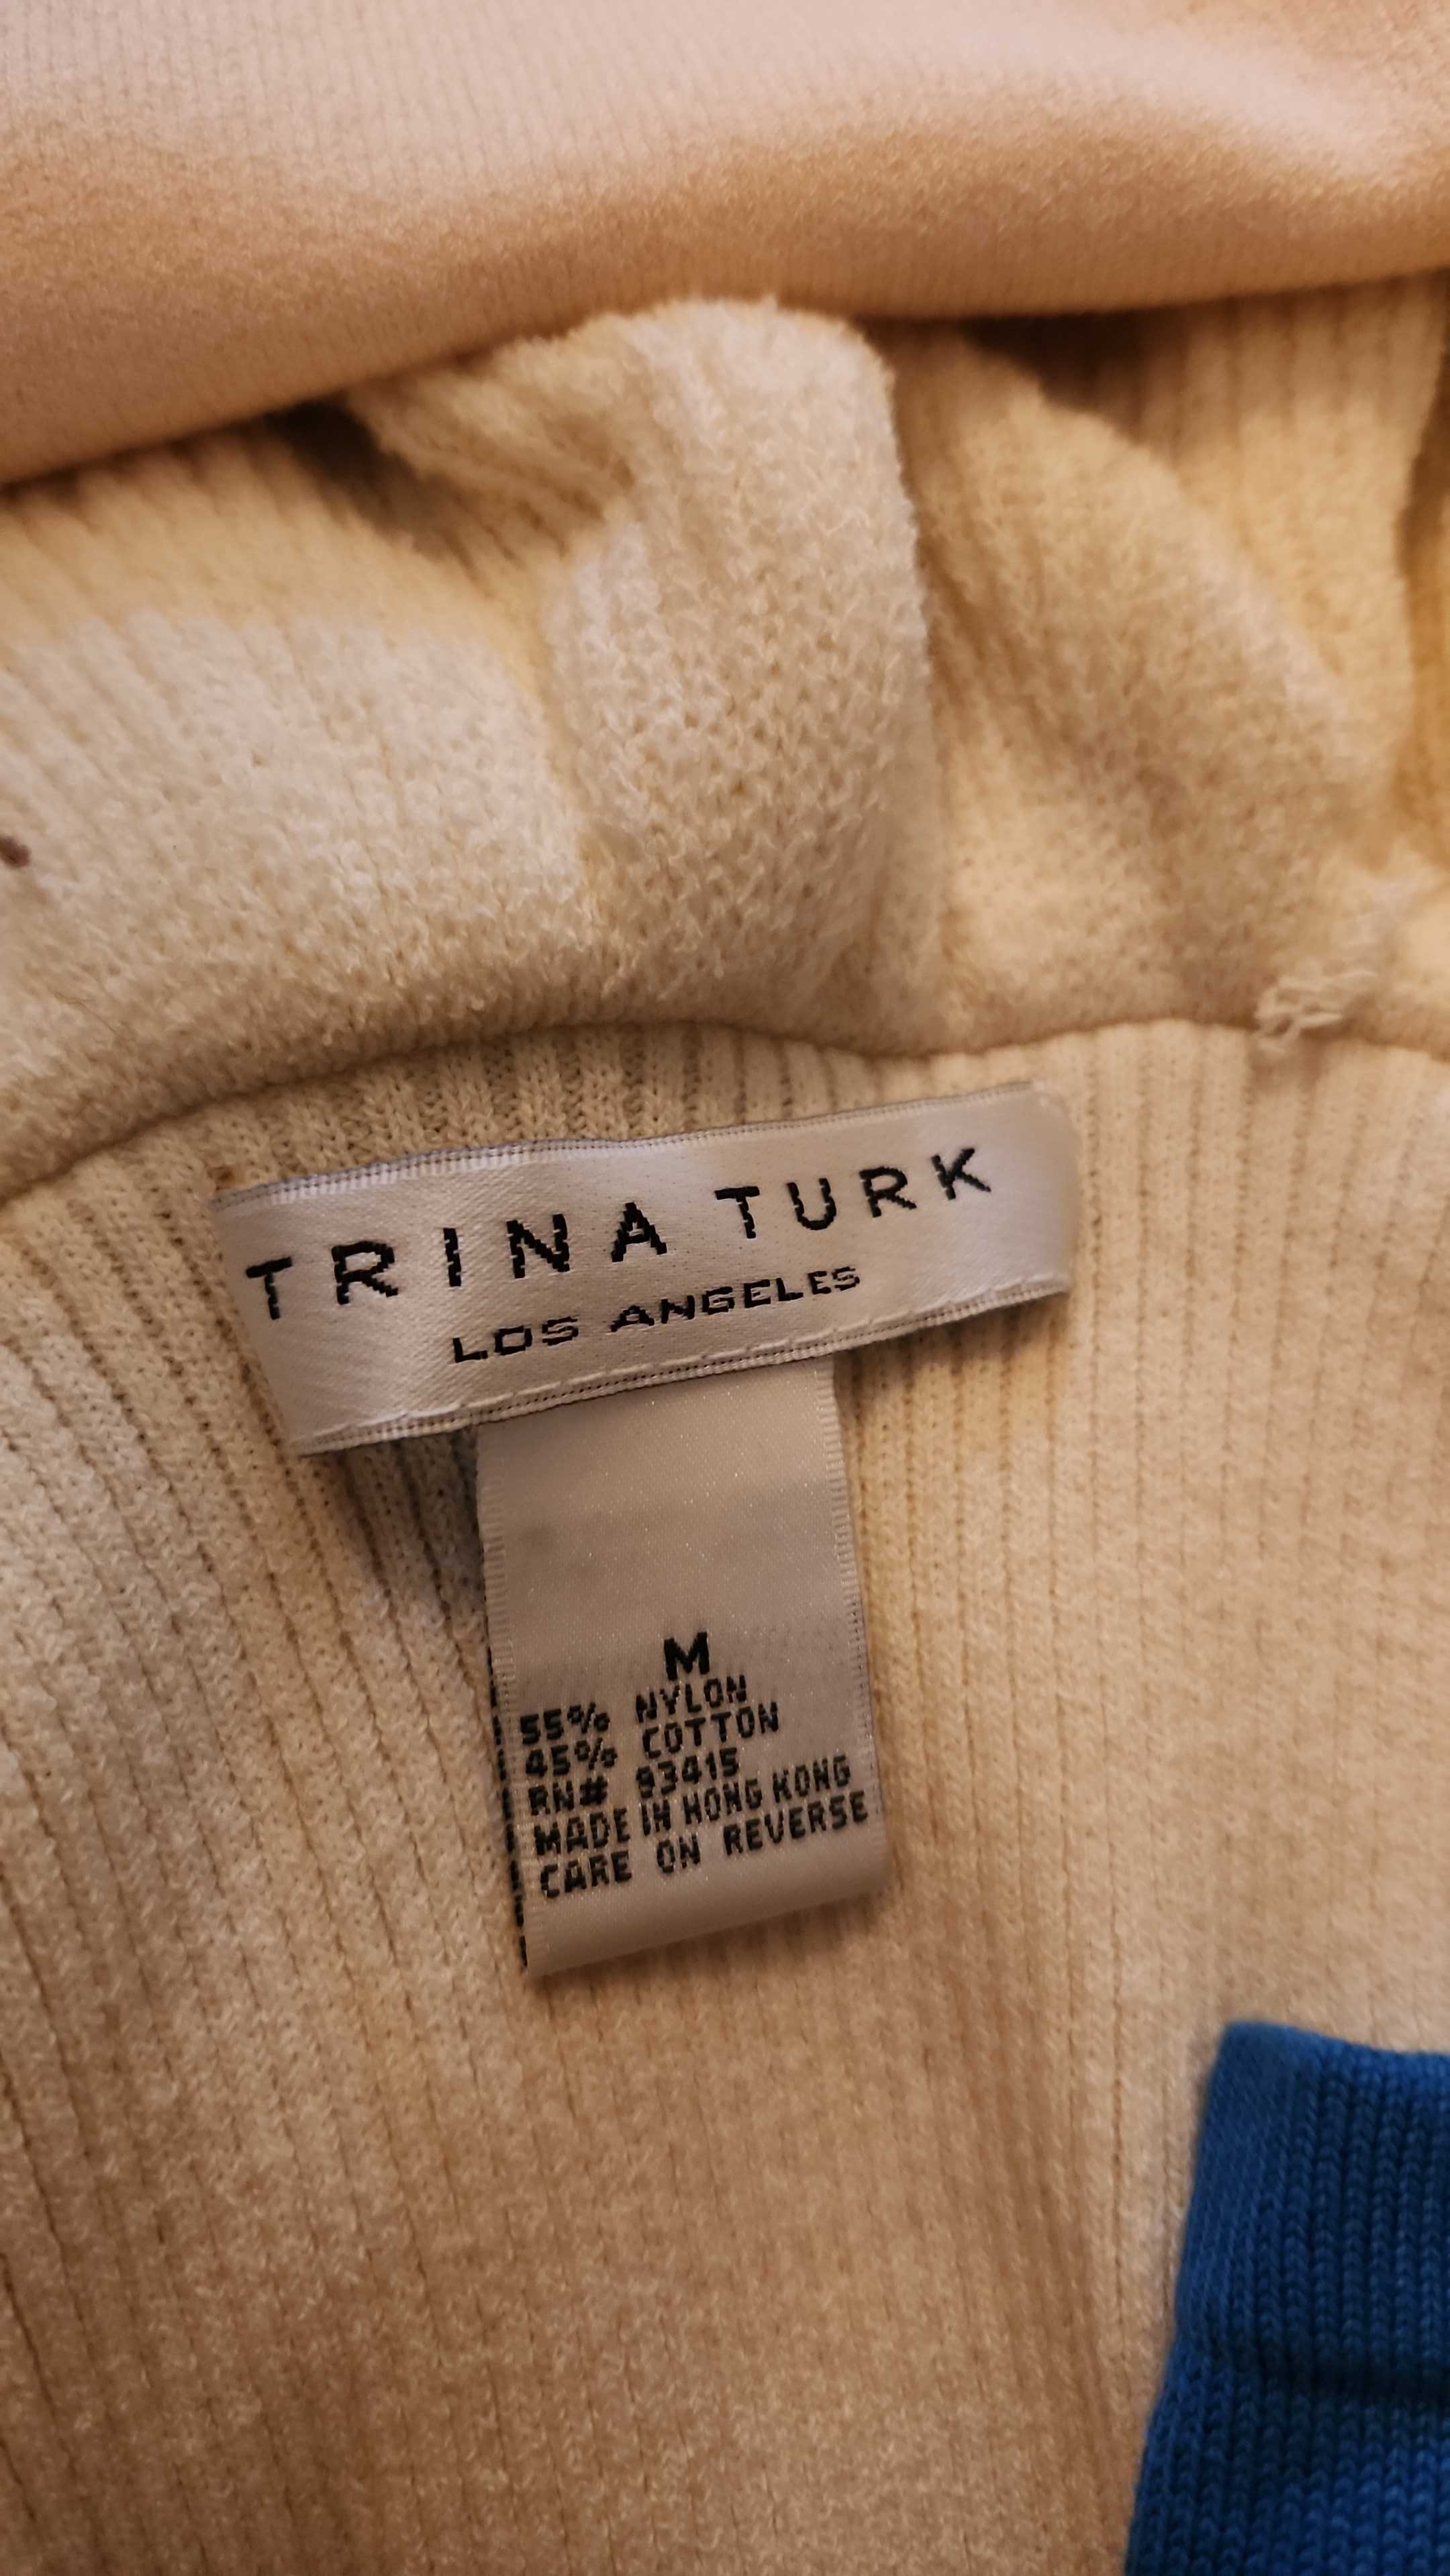 TRINA TURK
LOS ANGELES
M
55% NYLON
45% COTTON
RN# 93415
MADE IN HONG KONG
CARE ON REVERSE